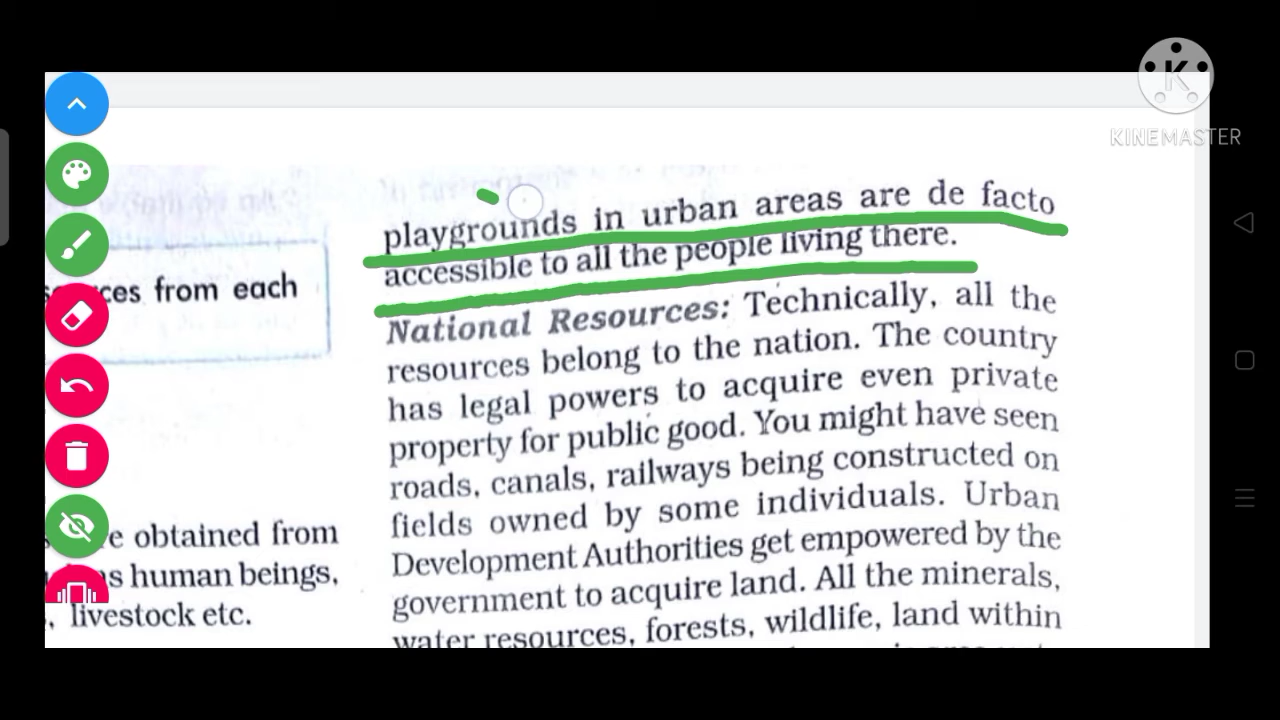 KINEMASTER
playgrounds in urban areas are de facto
accessible to all the people living there.
National Resources: Technically, all the
resources belong to the nation. The country
has legal powers to acquire even private
property for public good. You might have seen
roads, canals, railways being constructed on
fields owned by some individuals. Urban
Development Authorities get empowered by the
government to acquire land. All the minerals,
water resources, forests, wildlife, land within
from each
obtained from
human beings,
livestock etc.